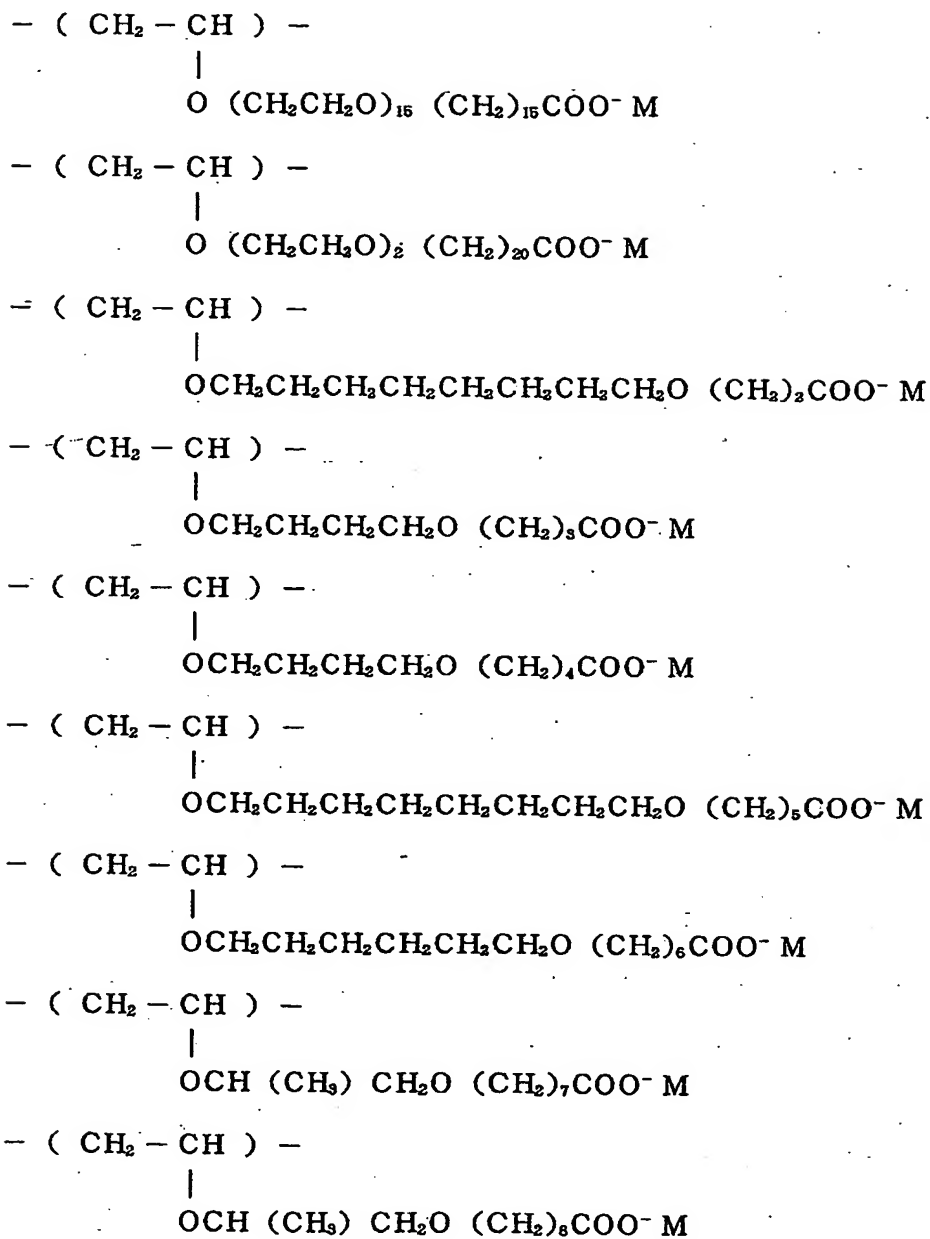 − ( CH₂ − CH ) −
|
O (CH₂CH₂O)₁₅ (CH₂)₁₅COO⁻ M
− ( CH₂ − CH ) −
|
O (CH₂CH₂O)₂ (CH₂)₂₀COO⁻ M
− ( CH₂ − CH ) −
|
OCH₂CH₂CH₂CH₂CH₂CH₂CH₂CH₂O (CH₂)₂COO⁻ M
− ( CH₂ − CH ) −
|
OCH₂CH₂CH₂CH₂O (CH₂)₃COO⁻ M
− ( CH₂ − CH ) −
|
OCH₂CH₂CH₂CH₂O (CH₂)₄COO⁻ M
− ( CH₂ − CH ) −
|
OCH₂CH₂CH₂CH₂CH₂CH₂CH₂CH₂O (CH₂)₅COO⁻ M
− ( CH₂ − CH ) −
|
OCH₂CH₂CH₂CH₂CH₂CH₂O (CH₂)₆COO⁻ M
− ( CH₂ − CH ) −
|
OCH (CH₃) CH₂O (CH₂)₇COO⁻ M
− ( CH₂ − CH ) −
|
OCH (CH₃) CH₂O (CH₂)₈COO⁻ M